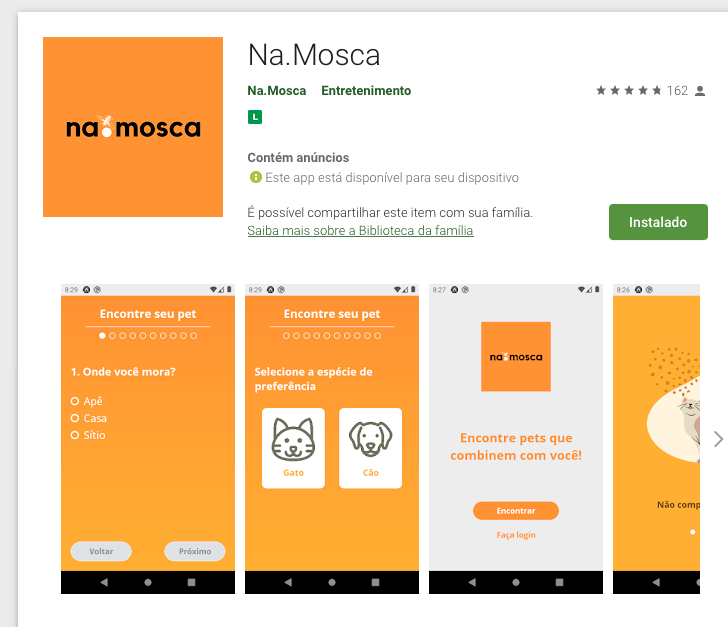 na mosca
Na.Mosca
Na.Mosca Entretenimento
162
L
Contém anúncios
Este app está disponível para seu dispositivo
É possível compartilhar este item com sua família.
Saiba mais sobre a Biblioteca da família
Instalado
8:29
Encontre seu pet
1. Onde você mora?
Apê
Casa
Sítio
Voltar Próximo
8:29
Encontre seu pet
Selecione a espécie de
preferência
Gato Cão
8:27
na mosca
Encontre pets que
combinem com você!
Encontrar
Faça login
8:26
Não comp